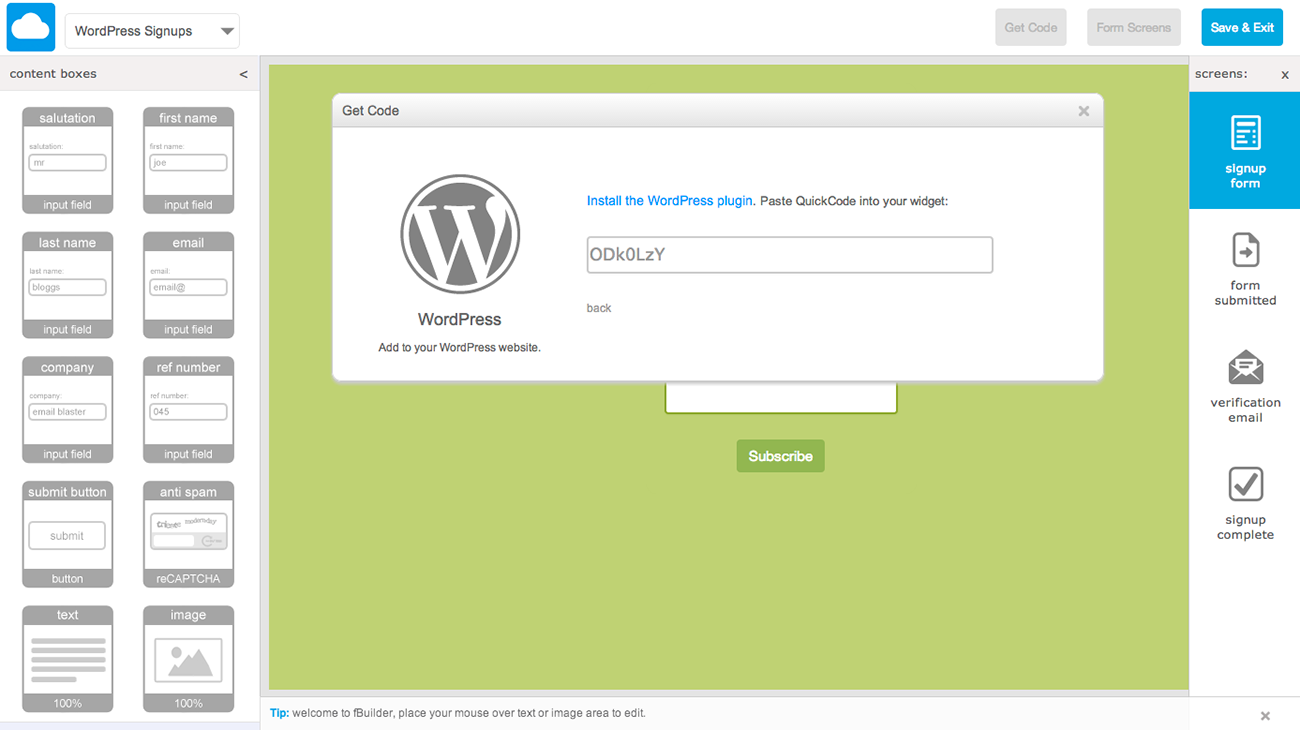 WordPress Signups
Get Code
Form Screens
Save & Exit
content boxes
<
salutation
salutation:
mr
input field
first name
first name:
joe
input field
last name
last name:
bloggs
input field
email
email:
email@
input field
company
company:
email blaster
input field
ref number
ref number:
045
input field
submit button
submit
button
anti spam
reCAPTCHA
text
100%
image
100%
Get Code
×
WordPress
Add to your WordPress website.
Install the WordPress plugin. Paste QuickCode into your widget:
ODk0LzY
back
Subscribe
screens:
x
signup
form
form
submitted
verification
email
signup
complete
Tip: welcome to fBuilder, place your mouse over text or image area to edit.
×